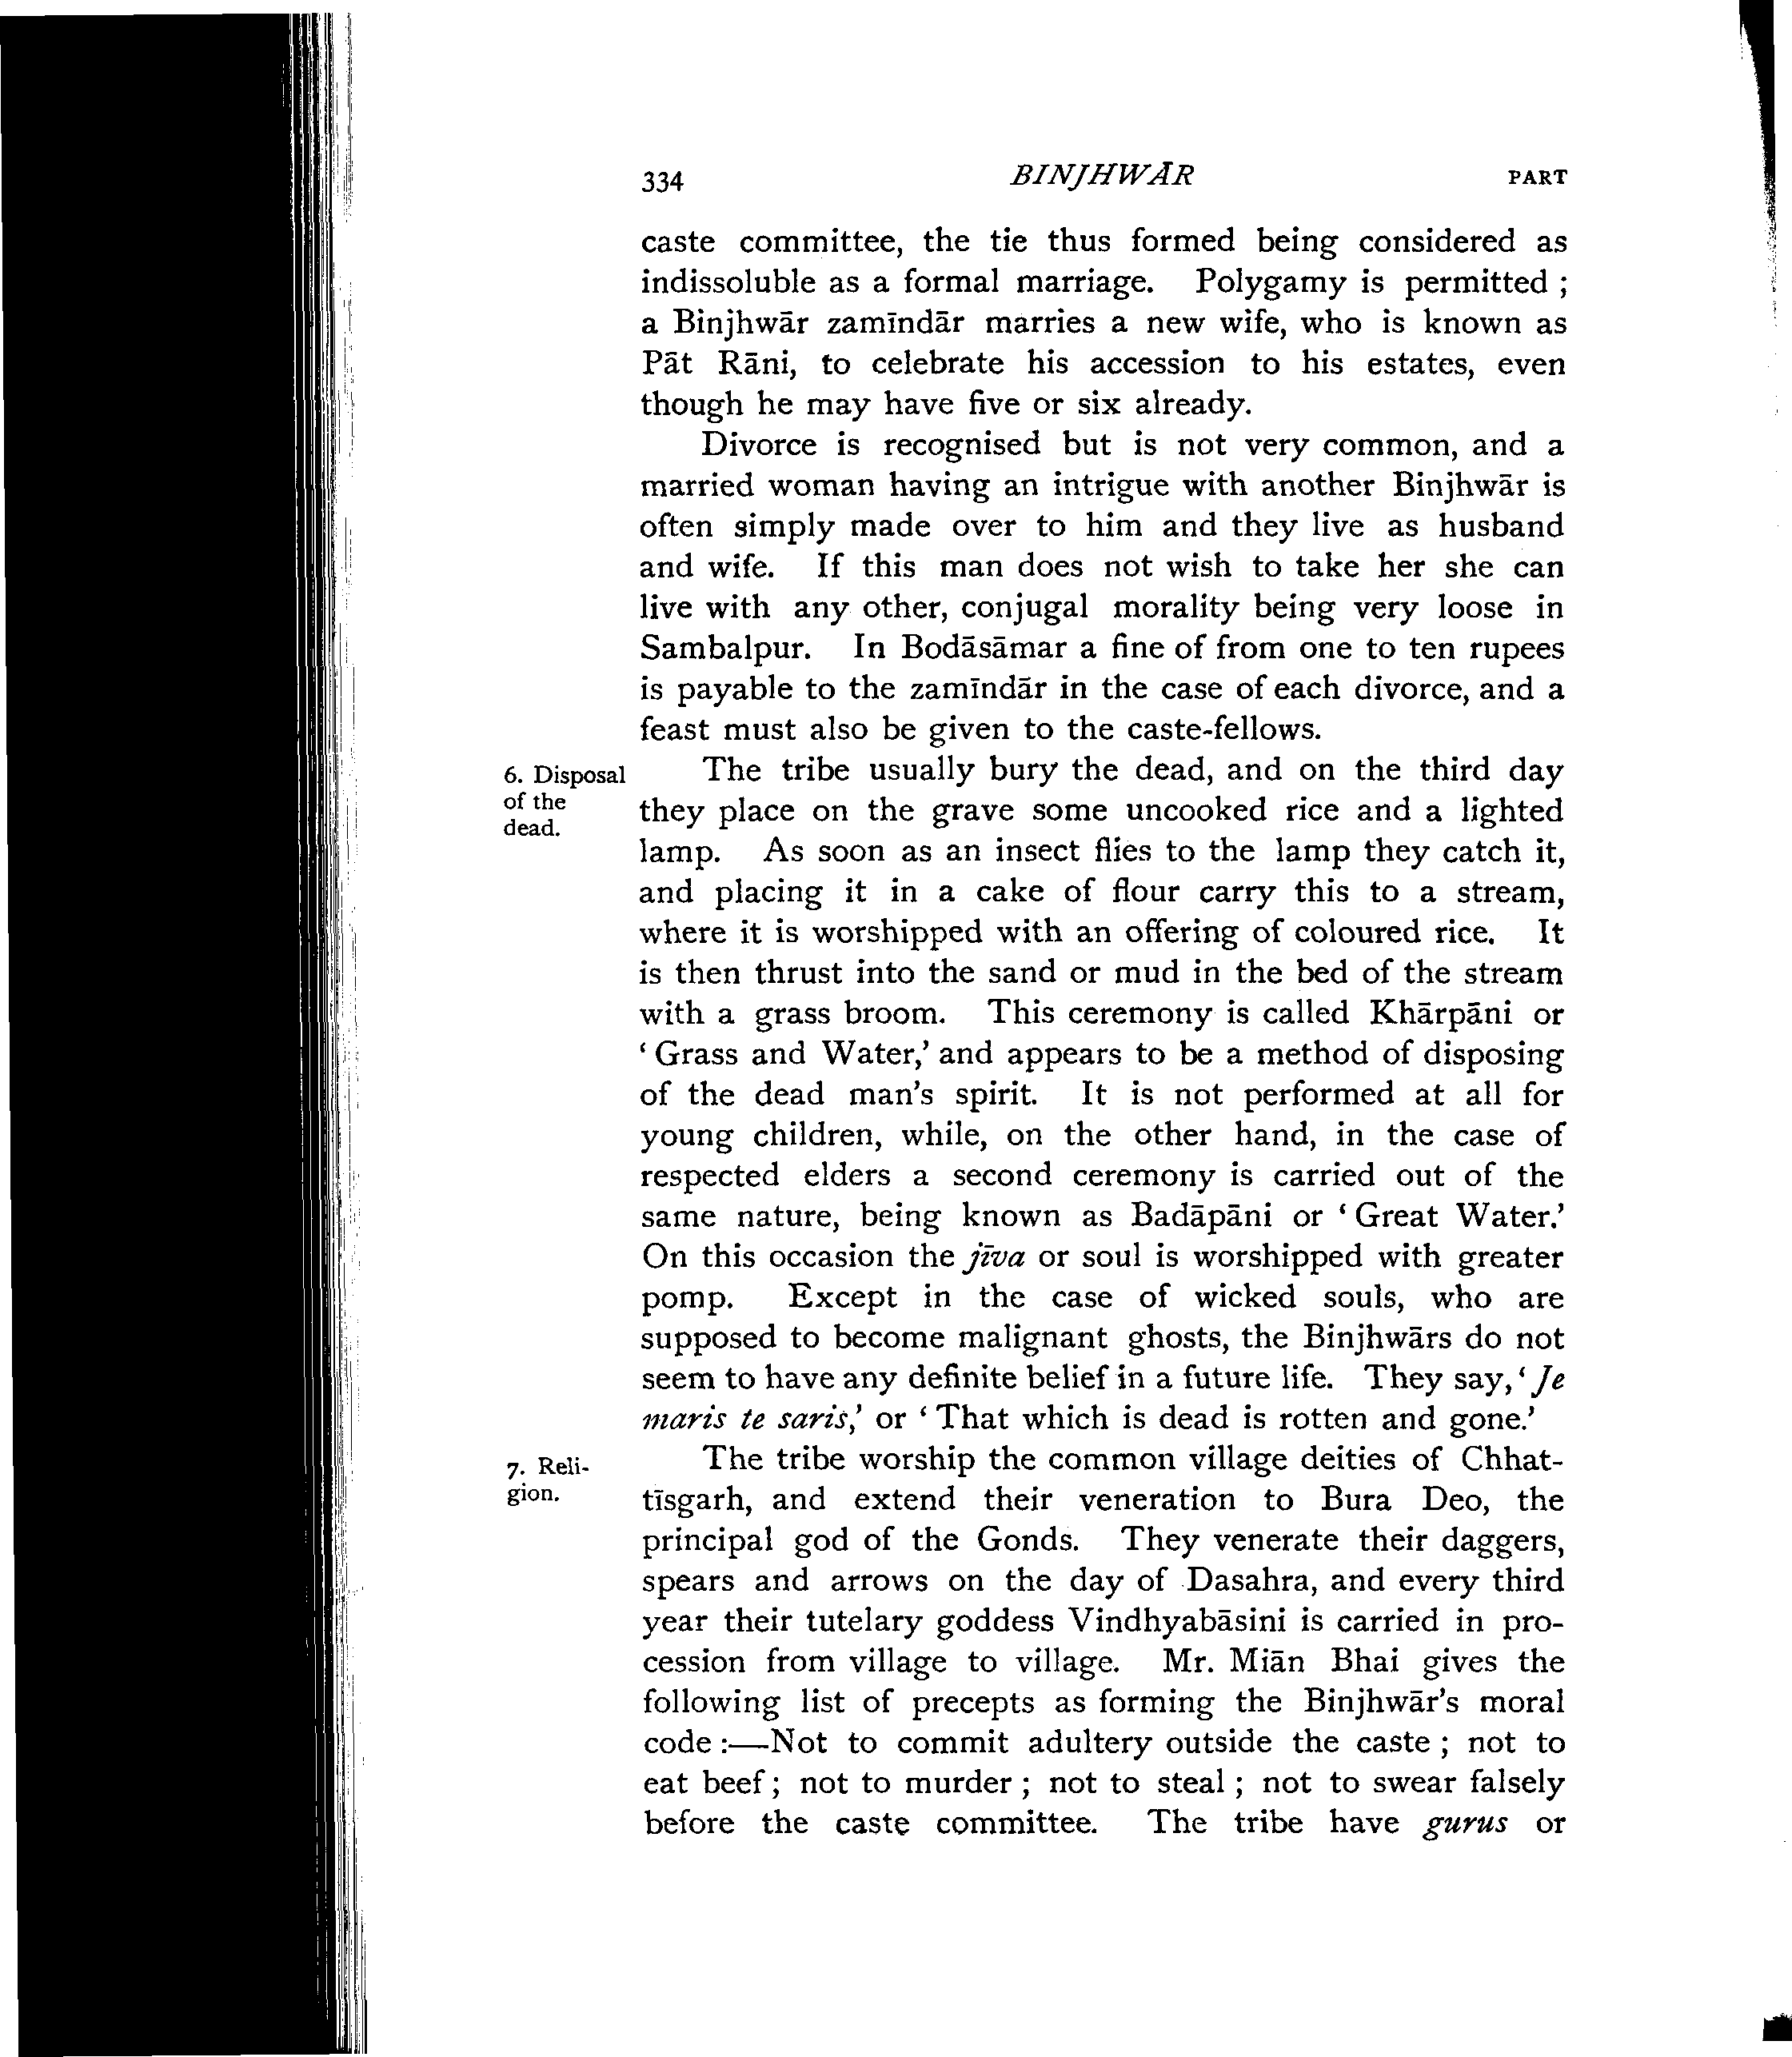 334 BINJHWĀR PART
caste committee, the tie thus formed being considered as
indissoluble as a formal marriage. Polygamy is permitted ;
a Binjhwār zamīndār marries a new wife, who is known as
Pāt Rāni, to celebrate his accession to his estates, even
though he may have five or six already.
Divorce is recognised but is not very common, and a
married woman having an intrigue with another Binjhwār is
often simply made over to him and they live as husband
and wife. If this man does not wish to take her she can
live with any other, conjugal morality being very loose in
Sambalpur. In Bodāsāmar a fine of from one to ten rupees
is payable to the zamīndār in the case of each divorce, and a
feast must also be given to the caste-fellows.
6. Disposal
of the
dead.
The tribe usually bury the dead, and on the third day
they place on the grave some uncooked rice and a lighted
lamp. As soon as an insect flies to the lamp they catch it,
and placing it in a cake of flour carry this to a stream,
where it is worshipped with an offering of coloured rice. It
is then thrust into the sand or mud in the bed of the stream
with a grass broom. This ceremony is called Khārpāni or
‘ Grass and Water,’ and appears to be a method of disposing
of the dead man’s spirit. It is not performed at all for
young children, while, on the other hand, in the case of
respected elders a second ceremony is carried out of the
same nature, being known as Badāpāni or ‘ Great Water.’
On this occasion the jīva or soul is worshipped with greater
pomp. Except in the case of wicked souls, who are
supposed to become malignant ghosts, the Binjhwārs do not
seem to have any definite belief in a future life. They say, ‘ Je
maris te saris,’ or ‘ That which is dead is rotten and gone.’
7. Reli-
gion.
The tribe worship the common village deities of Chhat-
tīsgarh, and extend their veneration to Bura Deo, the
principal god of the Gonds. They venerate their daggers,
spears and arrows on the day of Dasahra, and every third
year their tutelary goddess Vindhyabāsini is carried in pro-
cession from village to village. Mr. Miān Bhai gives the
following list of precepts as forming the Binjhwār’s moral
code :—Not to commit adultery outside the caste ; not to
eat beef ; not to murder ; not to steal ; not to swear falsely
before the caste committee. The tribe have gurus or